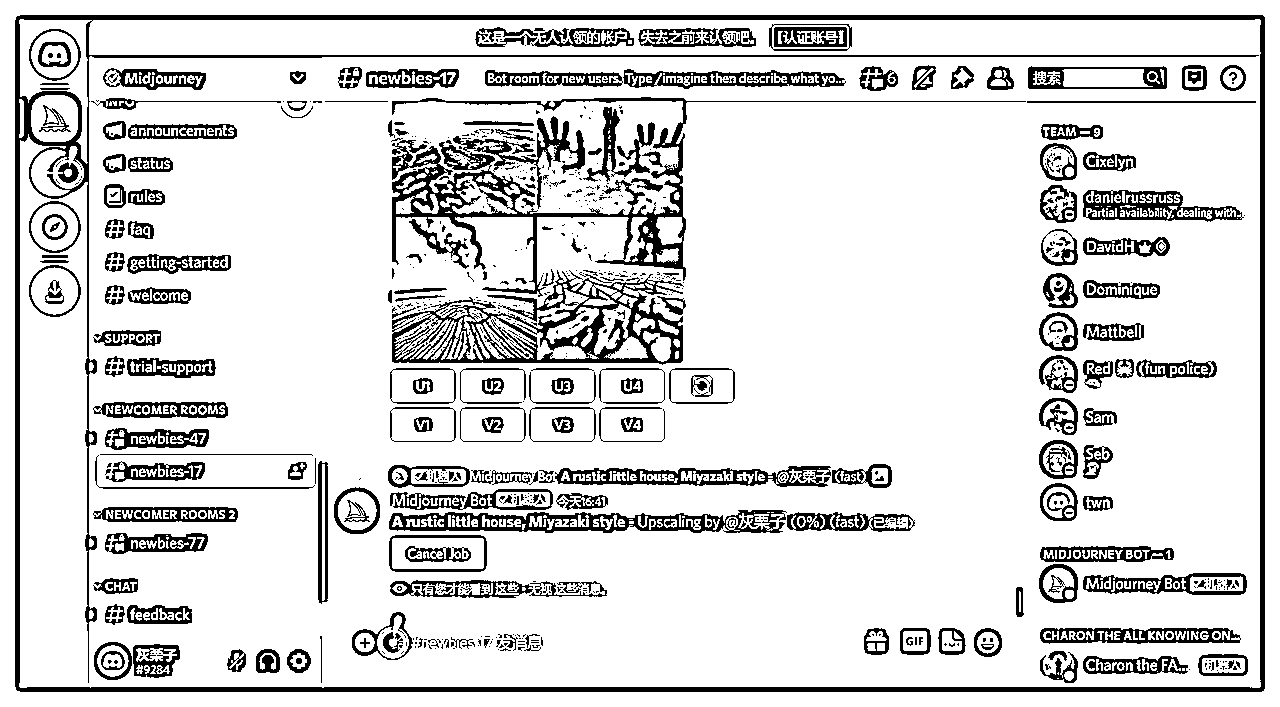 这是一个无人认领的帐户。失去之前来认领吧。 认证账号
Midjourney
newbies-17 Bot room for new users. Type /imagine then describe what yo... 6 搜索
INFO
announcements
status
rules
faq
getting-started
welcome
SUPPORT
trial-support
NEWCOMER ROOMS
newbies-47
newbies-17
NEWCOMER ROOMS 2
newbies-77
CHAT
feedback
灰栗子
#9284
U1 U2 U3 U4
V1 V2 V3 V4
机器人 Midjourney Bot A rustic little house, Miyazaki style - @灰栗子 (fast)
Midjourney Bot 机器人 今天16:41
A rustic little house, Miyazaki style - Upscaling by @灰栗子 (0%) (fast) (已编辑)
Cancel Job
只有您才能看到这些 · 无视 这些消息。
#newbies-17 发消息
GIF
TEAM — 9
Cixelyn
danielrussruss
Partial availability, dealing with...
DavidH
Dominique
Mattbell
Red (fun police)
Sam
Seb
twn
MIDJOURNEY BOT — 1
Midjourney Bot 机器人
CHARON THE ALL KNOWING ON...
Charon the FA... 机器人